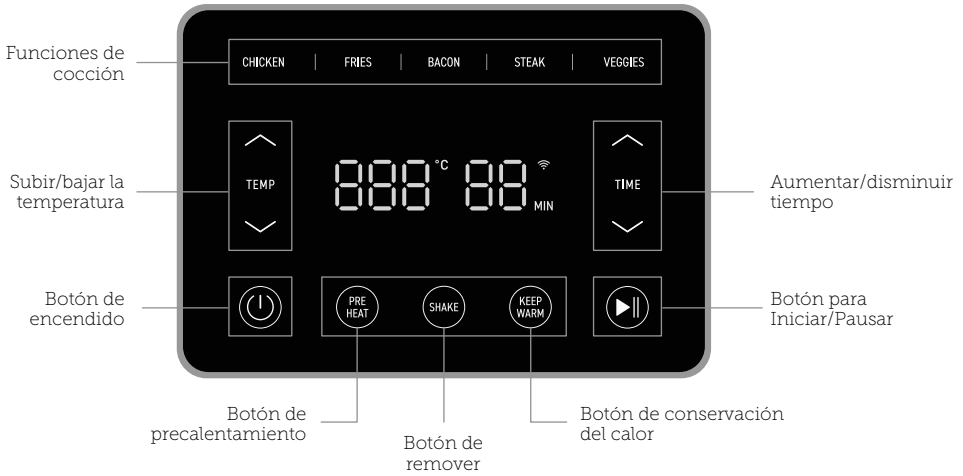 Funciones de
cocción
CHICKEN | FRIES | BACON | STEAK | VEGGIES
Subir/bajar la
temperatura
TEMP
888 °C 88 MIN
TIME
Aumentar/disminuir
tiempo
Botón de
encendido
PRE
HEAT
SHAKE
KEEP
WARM
Botón para
Iniciar/Pausar
Botón de
precalentamiento
Botón de
remover
Botón de conservación
del calor